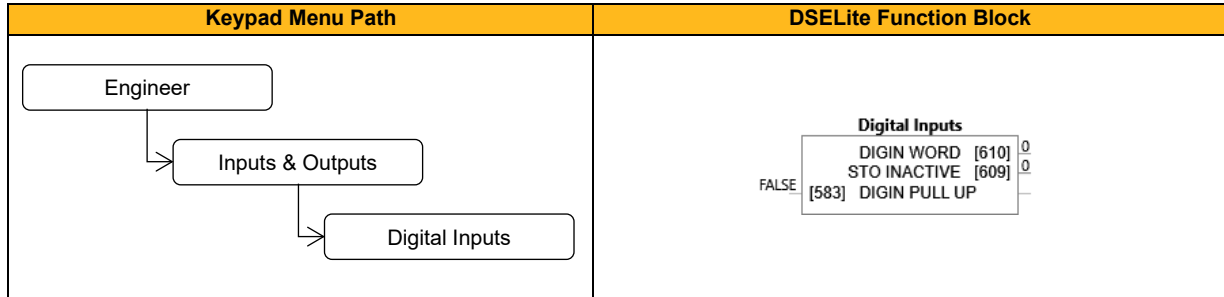 Keypad Menu Path
DSELite Function Block
Engineer
Inputs & Outputs
Digital Inputs
Digital Inputs
DIGIN WORD [610] 0
STO INACTIVE [609] 0
FALSE [583] DIGIN PULL UP